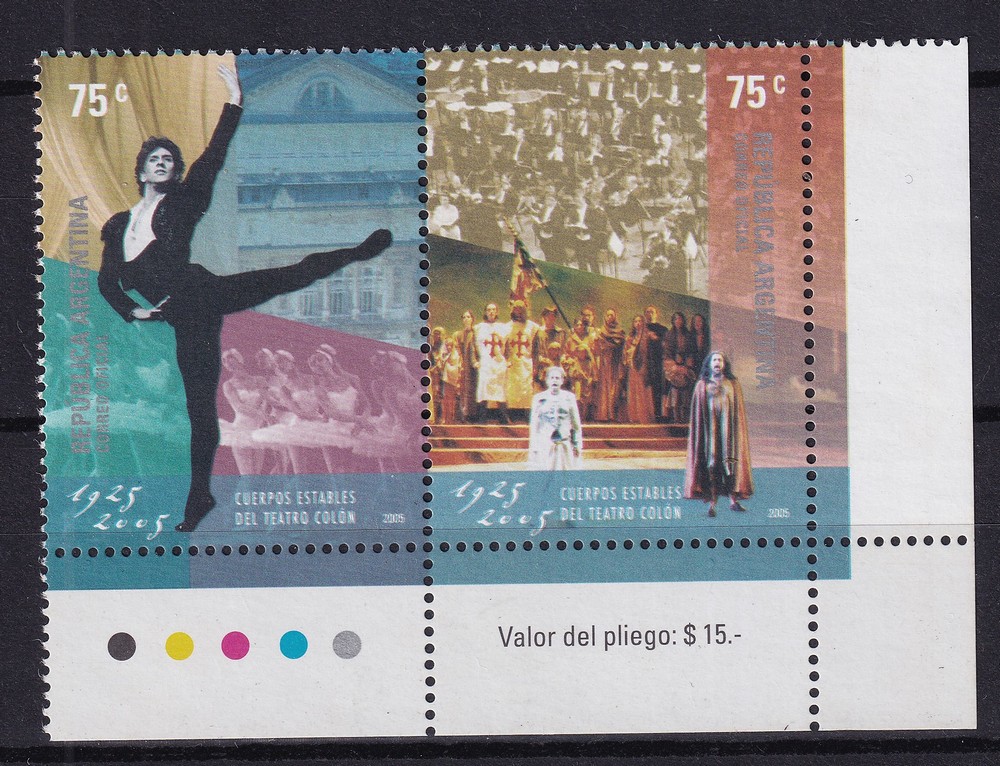 75 c
REPUBLICA ARGENTINA
CORREO OFICIAL
1925
2005
CUERPOS ESTABLES
DEL TEATRO COLÓN
2005
75 c
REPUBLICA ARGENTINA
CORREO OFICIAL
1925
2005
CUERPOS ESTABLES
DEL TEATRO COLÓN
2005
Valor del pliego: $ 15.-